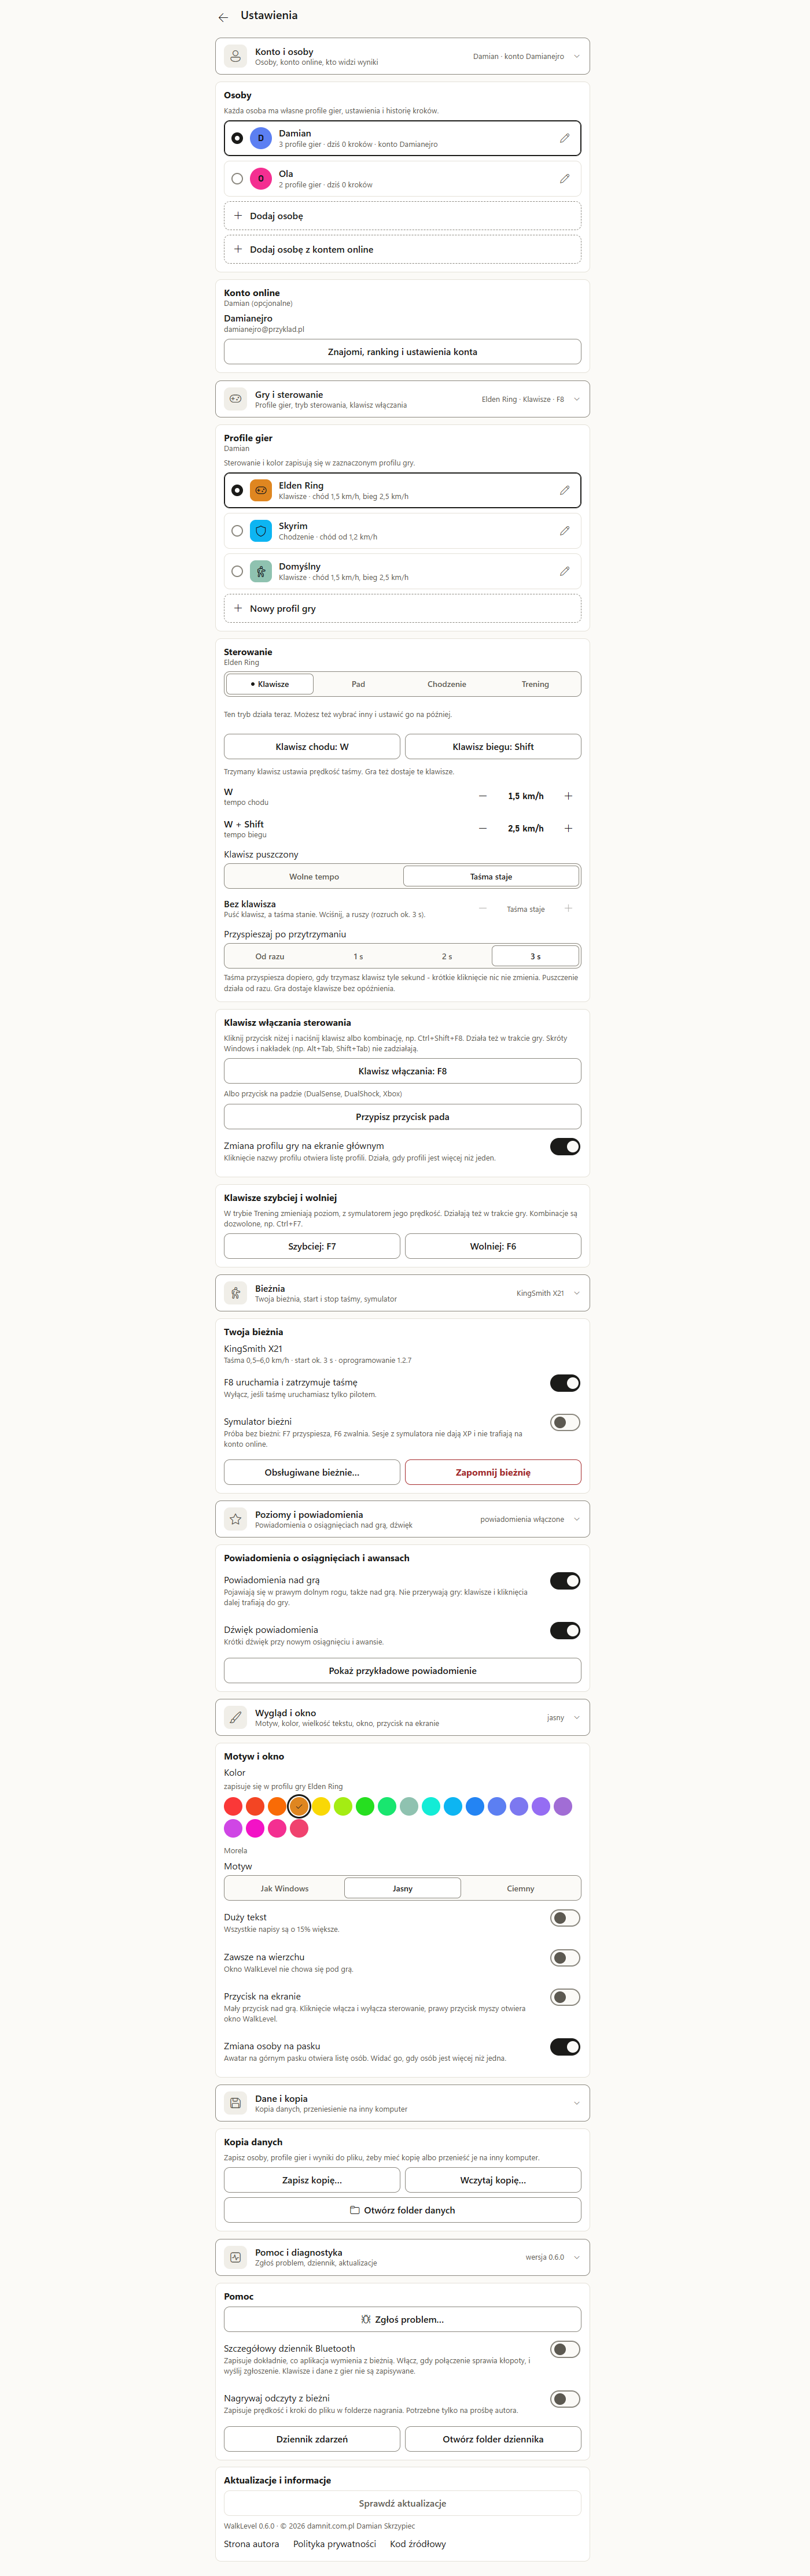 Ustawienia
Konto i osoby
Osoby, konto online, kto widzi wyniki
Damian · konto Damianejro
Osoby
Każda osoba ma własne profile gier, ustawienia i historię kroków.
D
Damian
3 profile gier · dziś 0 kroków · konto Damianejro
O
Ola
2 profile gier · dziś 0 kroków
Dodaj osobę
Dodaj osobę z kontem online
Konto online
Damian (opcjonalne)
Damianejro
damianejro@przyklad.pl
Znajomi, ranking i ustawienia konta
Gry i sterowanie
Profile gier, tryb sterowania, klawisz włączania
Elden Ring · Klawisze · F8
Profile gier
Damian
Sterowanie i kolor zapisują się w zaznaczonym profilu gry.
Elden Ring
Klawisze · chód 1,5 km/h, bieg 2,5 km/h
Skyrim
Chodzenie · chód od 1,2 km/h
Domyślny
Klawisze · chód 1,5 km/h, bieg 2,5 km/h
Nowy profil gry
Sterowanie
Elden Ring
• Klawisze Pad Chodzenie Trening
Ten tryb działa teraz. Możesz też wybrać inny i ustawić go na później.
Klawisz chodu: W Klawisz biegu: Shift
Trzymany klawisz ustawia prędkość taśmy. Gra też dostaje te klawisze.
W
tempo chodu
— 1,5 km/h +
W + Shift
tempo biegu
— 2,5 km/h +
Klawisz puszczony
Wolne tempo Taśma staje
Bez klawisza
Puść klawisz, a taśma stanie. Wciśnij, a ruszy (rozruch ok. 3 s).
— Taśma staje +
Przyspieszaj po przytrzymaniu
Od razu 1 s 2 s 3 s
Taśma przyspiesza dopiero, gdy trzymasz klawisz tyle sekund - krótkie kliknięcie nic nie zmienia. Puszczenie
działa od razu. Gra dostaje klawisze bez opóźnienia.
Klawisz włączania sterowania
Kliknij przycisk niżej i naciśnij klawisz albo kombinację, np. Ctrl+Shift+F8. Działa też w trakcie gry. Skróty
Windows i nakładek (np. Alt+Tab, Shift+Tab) nie zadziałają.
Klawisz włączania: F8
Albo przycisk na padzie (DualSense, DualShock, Xbox)
Przypisz przycisk pada
Zmiana profilu gry na ekranie głównym
Kliknięcie nazwy profilu otwiera listę profili. Działa, gdy profili jest więcej niż jeden.
Klawisze szybciej i wolniej
W trybie Trening zmieniają poziom, z symulatorem jego prędkość. Działają też w trakcie gry. Kombinacje są
dozwolone, np. Ctrl+F7.
Szybciej: F7 Wolniej: F6
Bieżnia
Twoja bieżnia, start i stop taśmy, symulator
KingSmith X21
Twoja bieżnia
KingSmith X21
Taśma 0,5–6,0 km/h · start ok. 3 s · oprogramowanie 1.2.7
F8 uruchamia i zatrzymuje taśmę
Wyłącz, jeśli taśmę uruchamiasz tylko pilotem.
Symulator bieżni
Próba bez bieżni: F7 przyspiesza, F6 zwalnia. Sesje z symulatora nie dają XP i nie trafiają na
konto online.
Obsługiwane bieżnie... Zapomnij bieżnię
Poziomy i powiadomienia
Powiadomienia o osiągnięciach nad grą, dźwięk
powiadomienia włączone
Powiadomienia o osiągnięciach i awansach
Powiadomienia nad grą
Pojawiają się w prawym dolnym rogu, także nad grą. Nie przerywają gry: klawisze i kliknięcia
dalej trafiają do gry.
Dźwięk powiadomienia
Krótki dźwięk przy nowym osiągnięciu i awansie.
Pokaż przykładowe powiadomienie
Wygląd i okno
Motyw, kolor, wielkość tekstu, okno, przycisk na ekranie
jasny
Motyw i okno
Kolor
zapisuje się w profilu gry Elden Ring
Morela
Motyw
Jak Windows Jasny Ciemny
Duży tekst
Wszystkie napisy są o 15% większe.
Zawsze na wierzchu
Okno WalkLevel nie chowa się pod grą.
Przycisk na ekranie
Mały przycisk nad grą. Kliknięcie włącza i wyłącza sterowanie, prawy przycisk myszy otwiera
okno WalkLevel.
Zmiana osoby na pasku
Awatar na górnym pasku otwiera listę osób. Widać go, gdy osób jest więcej niż jedna.
Dane i kopia
Kopia danych, przeniesienie na inny komputer
Kopia danych
Zapisz osoby, profile gier i wyniki do pliku, żeby mieć kopię albo przenieść je na inny komputer.
Zapisz kopię... Wczytaj kopię...
Otwórz folder danych
Pomoc i diagnostyka
Zgłoś problem, dziennik, aktualizacje
wersja 0.6.0
Pomoc
Zgłoś problem...
Szczegółowy dziennik Bluetooth
Zapisuje dokładnie, co aplikacja wymienia z bieżnią. Włącz, gdy połączenie sprawia kłopoty, i
wyślij zgłoszenie. Klawisze i dane z gier nie są zapisywane.
Nagrywaj odczyty z bieżni
Zapisuje prędkość i kroki do pliku w folderze nagrania. Potrzebne tylko na prośbę autora.
Dziennik zdarzeń Otwórz folder dziennika
Aktualizacje i informacje
Sprawdź aktualizacje
WalkLevel 0.6.0 · © 2026 damnit.com.pl Damian Skrzypiec
Strona autora Polityka prywatności Kod źródłowy